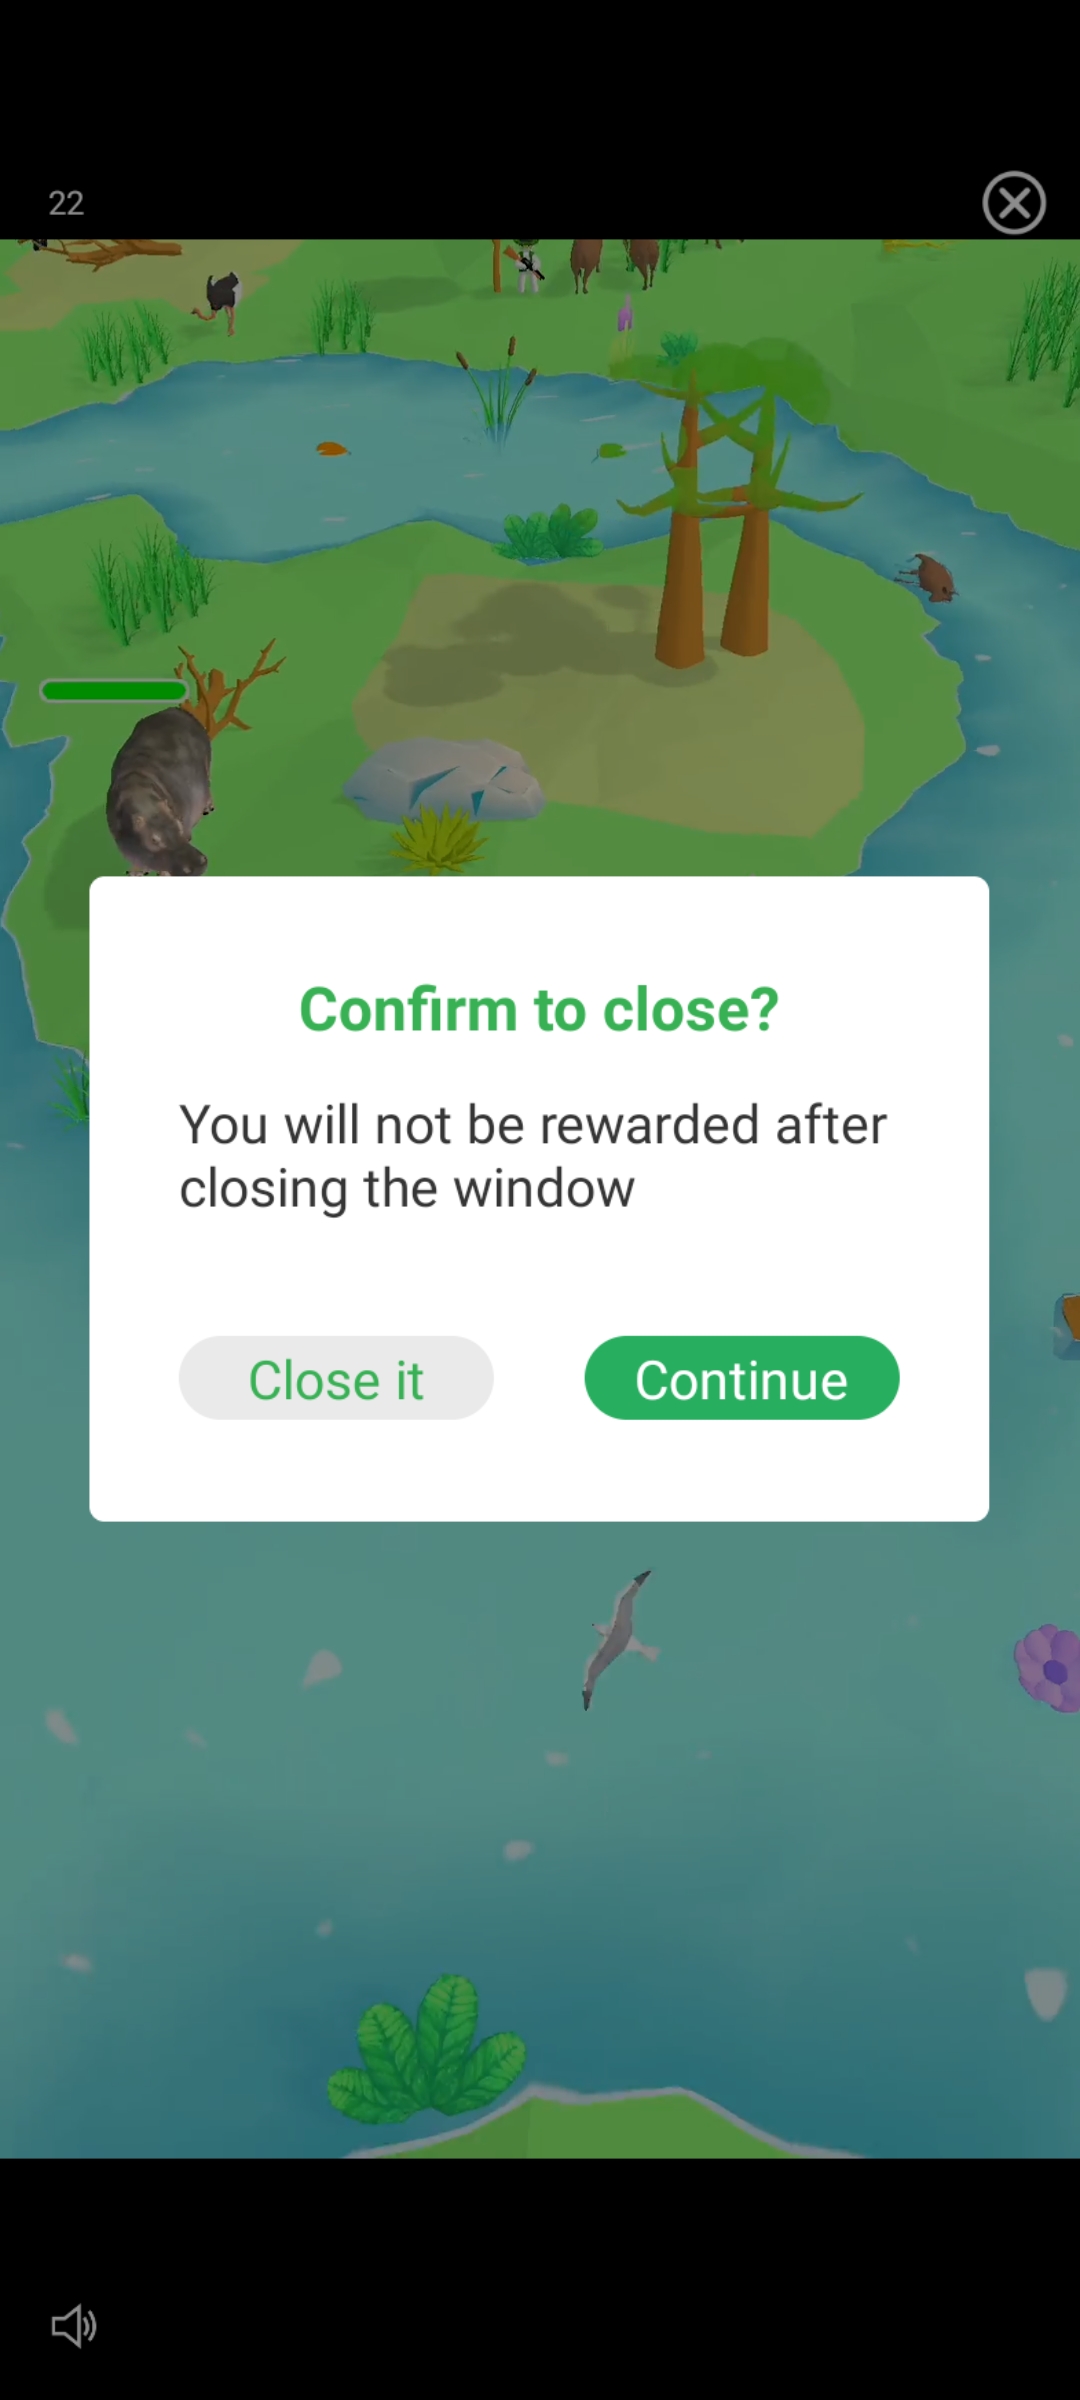 22
Confirm to close?
You will not be rewarded after
closing the window
Close it
Continue